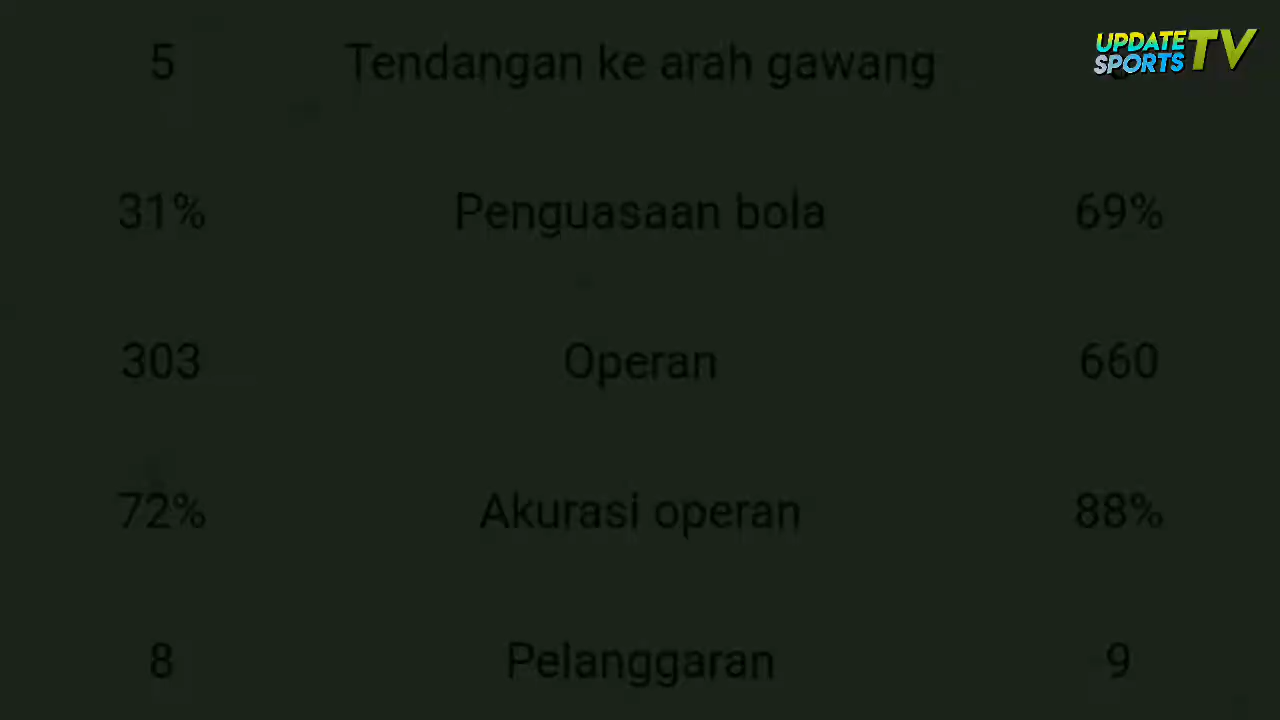 UPDATE
SPORTS TV
5 Tendangan ke arah gawang
31% Penguasaan bola 69%
303 Operan 660
72% Akurasi operan 88%
8 Pelanggaran 9